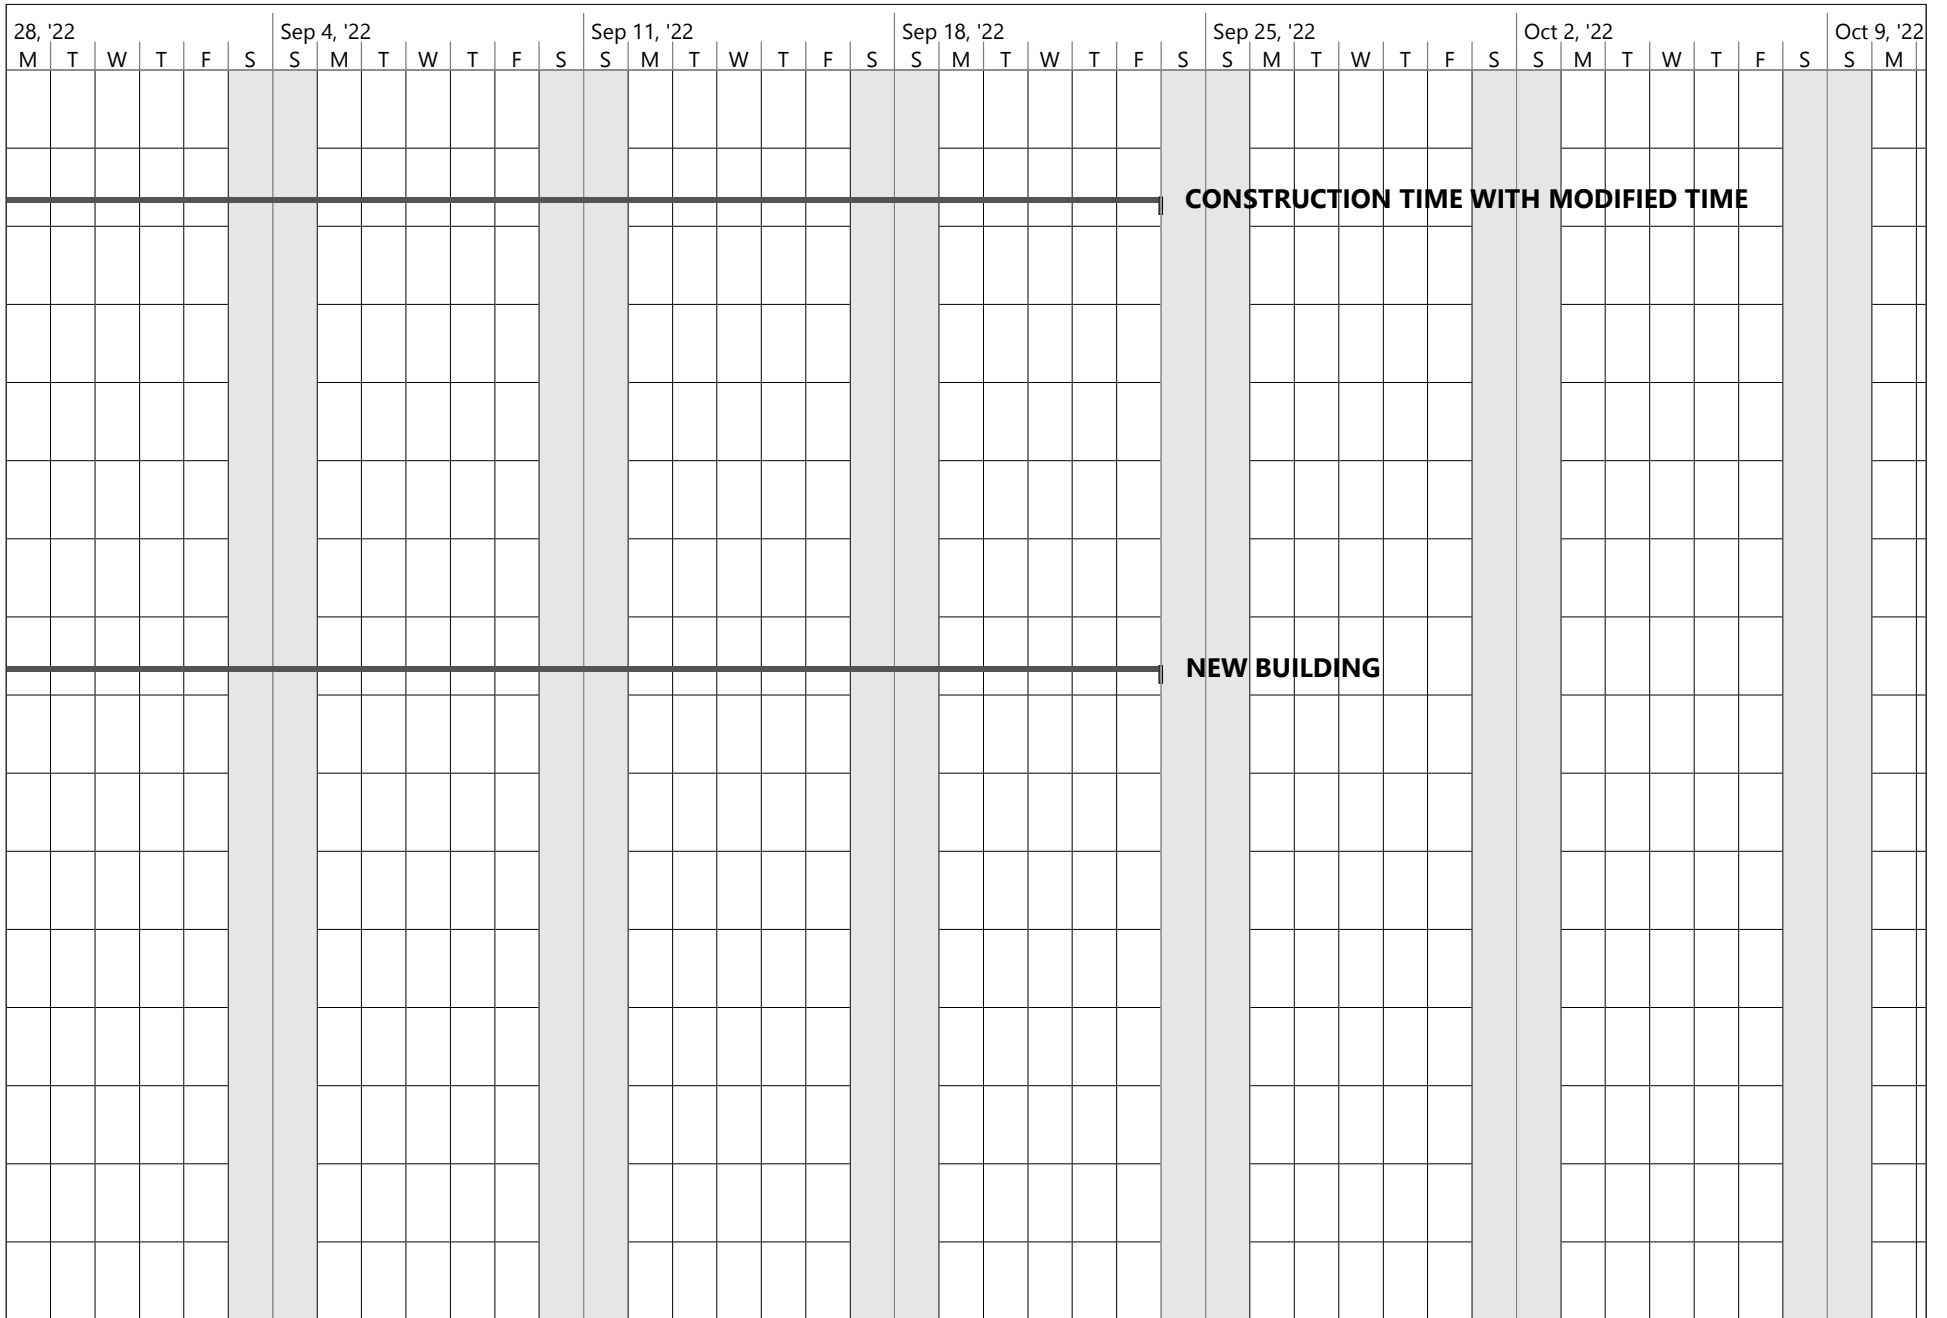 28, '22 Sep 4, '22 Sep 11, '22 Sep 18, '22 Sep 25, '22 Oct 2, '22 Oct 9, '22
M T W T F S S M T W T F S S M T W T F S S M T W T F S S M T W T F S S M T W T F S S M
CONSTRUCTION TIME WITH MODIFIED TIME
NEW BUILDING